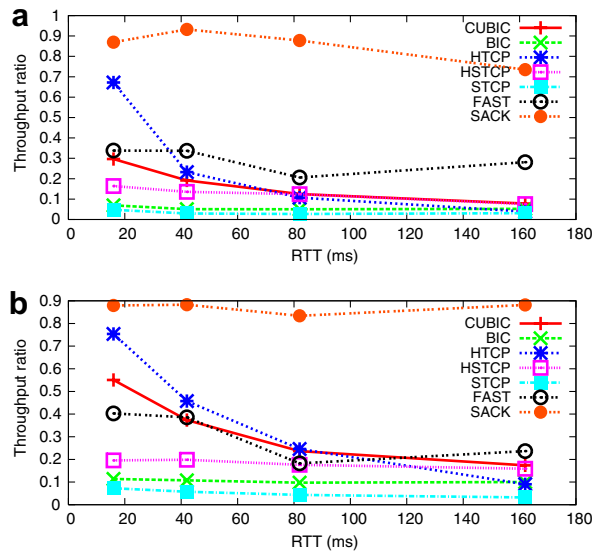 a
Throughput ratio
1
0.9
0.8
0.7
0.6
0.5
0.4
0.3
0.2
0.1
0
0 20 40 60 80 100 120 140 160 180
RTT (ms)
CUBIC
BIC
HTCP
HSTCP
STCP
FAST
SACK
b
Throughput ratio
0.9
0.8
0.7
0.6
0.5
0.4
0.3
0.2
0.1
0
0 20 40 60 80 100 120 140 160 180
RTT (ms)
CUBIC
BIC
HTCP
HSTCP
STCP
FAST
SACK